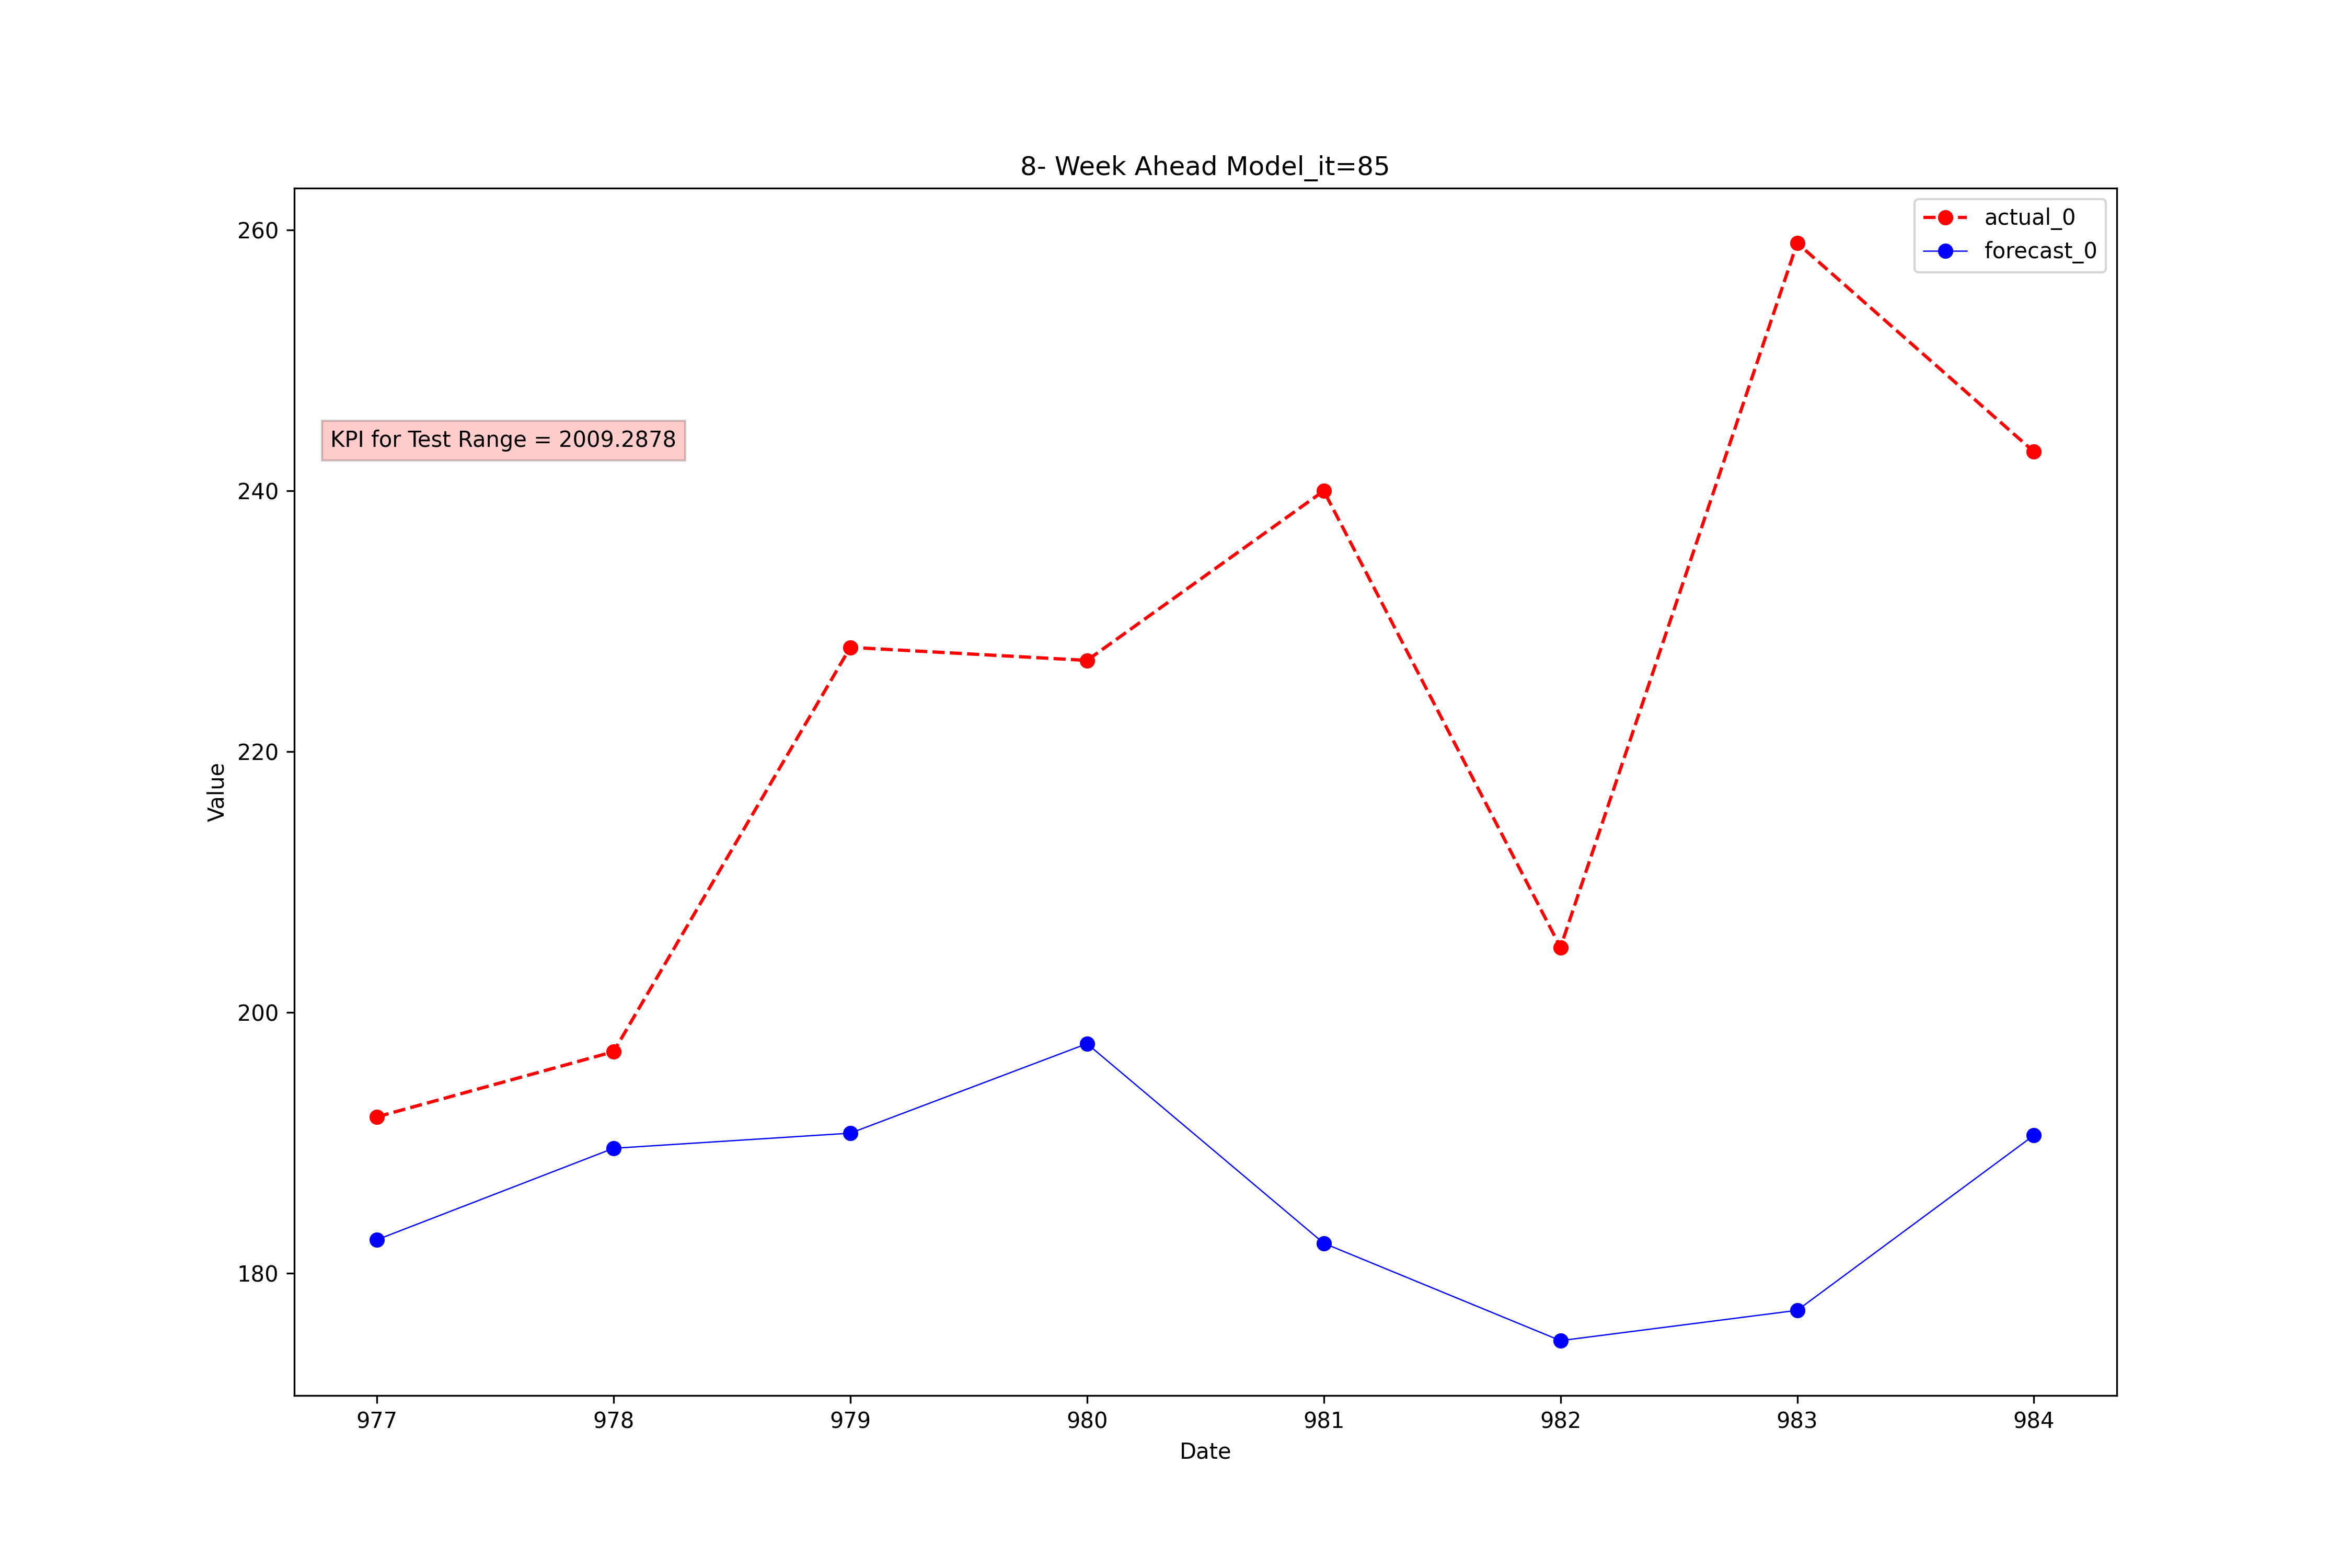 8- Week Ahead Model_it=85
actual_0
forecast_0
KPI for Test Range = 2009.2878
260
240
220
200
180
Value
977 978 979 980 981 982 983 984
Date